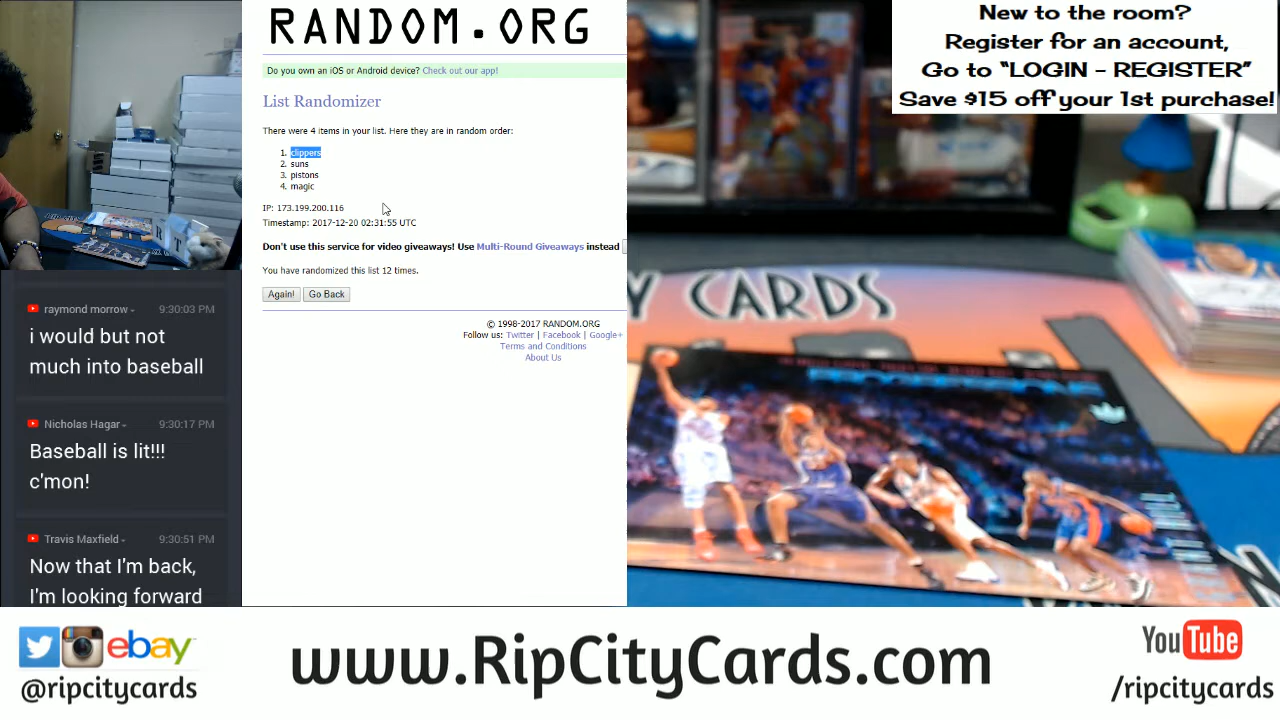 RANDOM.ORG
Do you own an iOS or Android device? Check out our app!
List Randomizer
There were 4 items in your list. Here they are in random order:
1. clippers
2. suns
3. pistons
4. magic
IP: 173.199.200.116
Timestamp: 2017-12-20 02:31:55 UTC
Don't use this service for video giveaways! Use Multi-Round Giveaways instead
You have randomized this list 12 times.
Again! Go Back
© 1998-2017 RANDOM.ORG
Follow us: Twitter | Facebook | Google+
Terms and Conditions
About Us
raymond morrow 9:30:03 PM
i would but not
much into baseball
Nicholas Hagar 9:30:17 PM
Baseball is lit!!!
c'mon!
Travis Maxfield 9:30:51 PM
Now that I'm back,
I'm looking forward
New to the room?
Register for an account,
Go to "LOGIN - REGISTER"
Save $15 off your 1st purchase!
Y CARDS
ebay
@ripcitycards
www.RipCityCards.com
YouTube
/ripcitycards